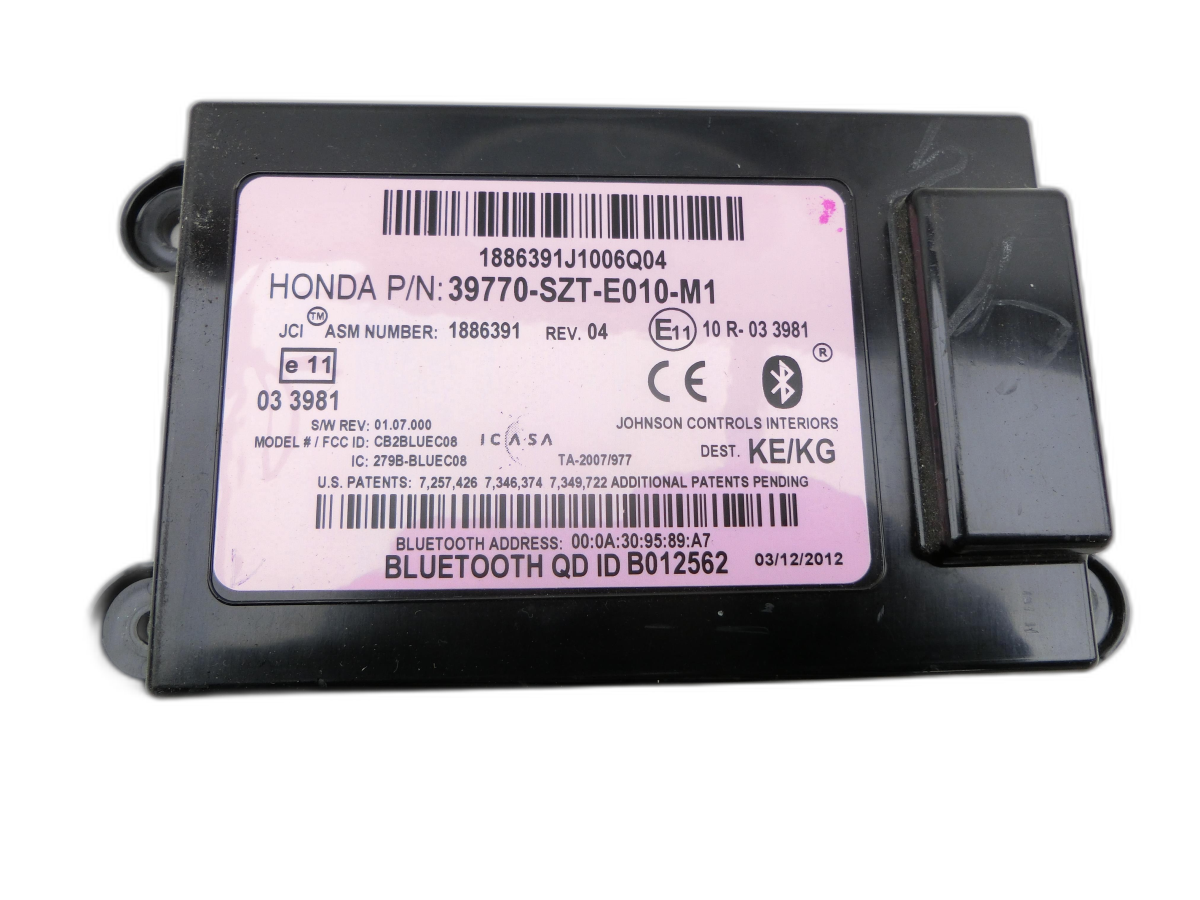 1886391J1006Q04
HONDA P/N: 39770-SZT-E010-M1
JCI™ ASM NUMBER: 1886391 REV. 04 E11 10 R- 03 3981
e 11
03 3981
CE ®
S/W REV: 01.07.000
JOHNSON CONTROLS INTERIORS
MODEL # / FCC ID: CB2BLUEC08 ICASA
IC: 279B-BLUEC08 TA-2007/977 DEST. KE/KG
U.S. PATENTS: 7,257,426 7,346,374 7,349,722 ADDITIONAL PATENTS PENDING
BLUETOOTH ADDRESS: 00:0A:30:95:89:A7
BLUETOOTH QD ID B012562 03/12/2012